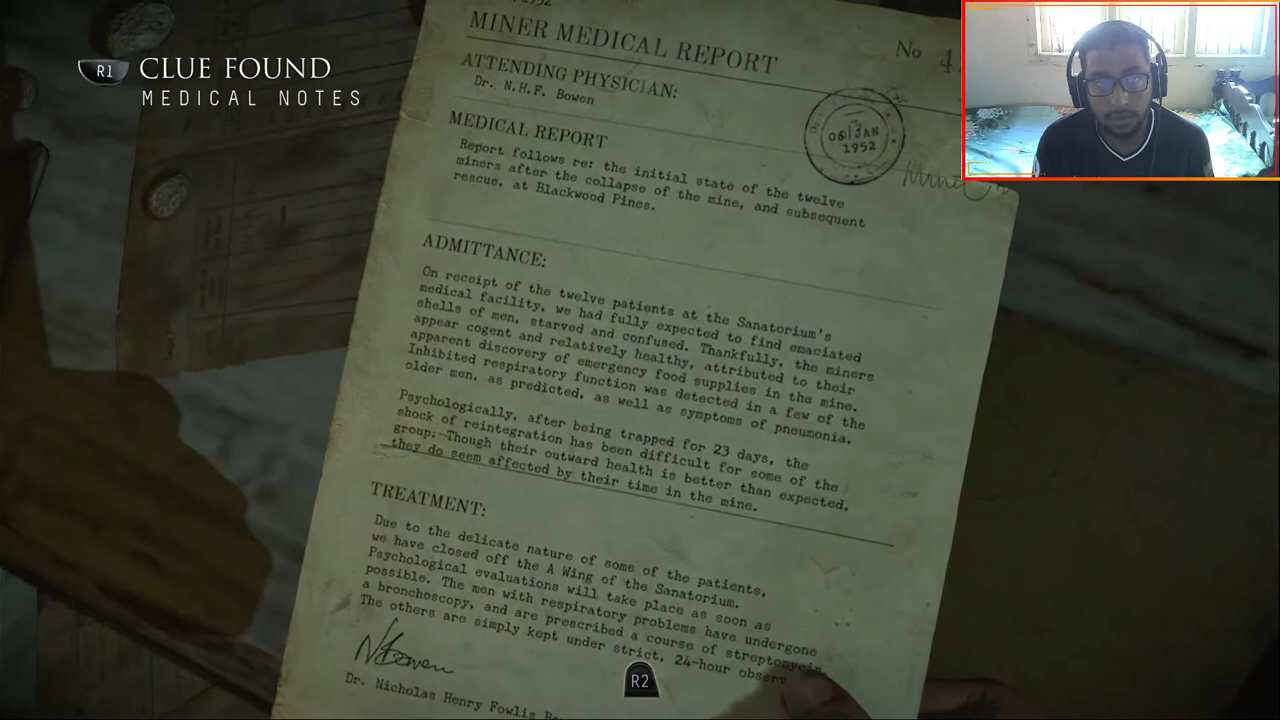 1952
MINER MEDICAL REPORT
No 4
R1 CLUE FOUND
MEDICAL NOTES
ATTENDING PHYSICIAN:
Dr. N.H.F. Bowen
06 JAN
1952
MEDICAL REPORT
Report follows re: the initial state of the twelve
miners after the collapse of the mine, and subsequent
rescue, at Blackwood Pines.
ADMITTANCE:
On receipt of the twelve patients at the Sanatorium's
medical facility, we had fully expected to find emaciated
shells of men, starved and confused. Thankfully, the miners
appear cogent and relatively healthy, attributed to their
apparent discovery of emergency food supplies in the mine.
Inhibited respiratory function was detected in a few of the
older men, as predicted, as well as symptoms of pneumonia.
Psychologically, after being trapped for 23 days, the
shock of reintegration has been difficult for some of the
group. Though their outward health is better than expected,
they do seem affected by their time in the mine.
TREATMENT:
Due to the delicate nature of some of the patients,
we have closed off the A Wing of the Sanatorium.
Psychological evaluations will take place as soon as
possible. The men with respiratory problems have undergone
a bronchoscopy, and are prescribed a course of streptomycin.
The others are simply kept under strict, 24-hour observ
NBowen
R2
Dr. Nicholas Henry Fowlis